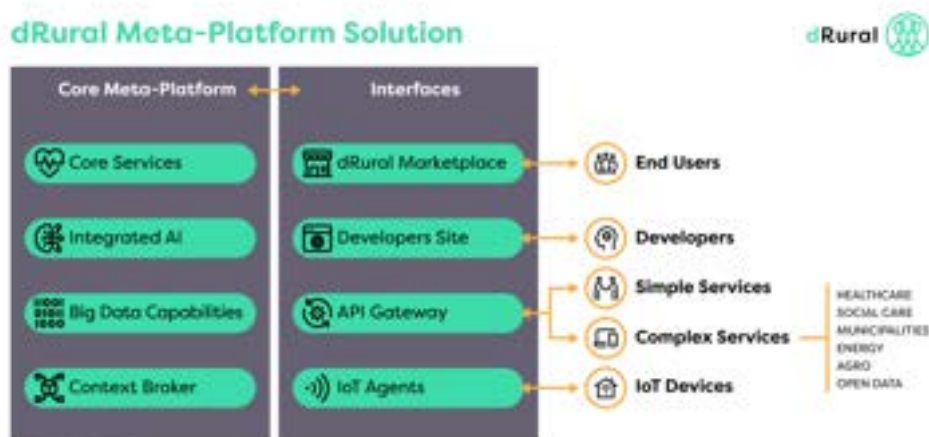 dRural Meta-Platform Solution
dRural
Core Meta-Platform
Interfaces
Core Services
dRural Marketplace
End Users
Integrated AI
Developers Site
Developers
Big Data Capabilities
API Gateway
Simple Services
Complex Services
HEALTHCARE
SOCIAL CARE
MUNICIPALITIES
ENERGY
AGRO
OPEN DATA
Context Broker
IoT Agents
IoT Devices